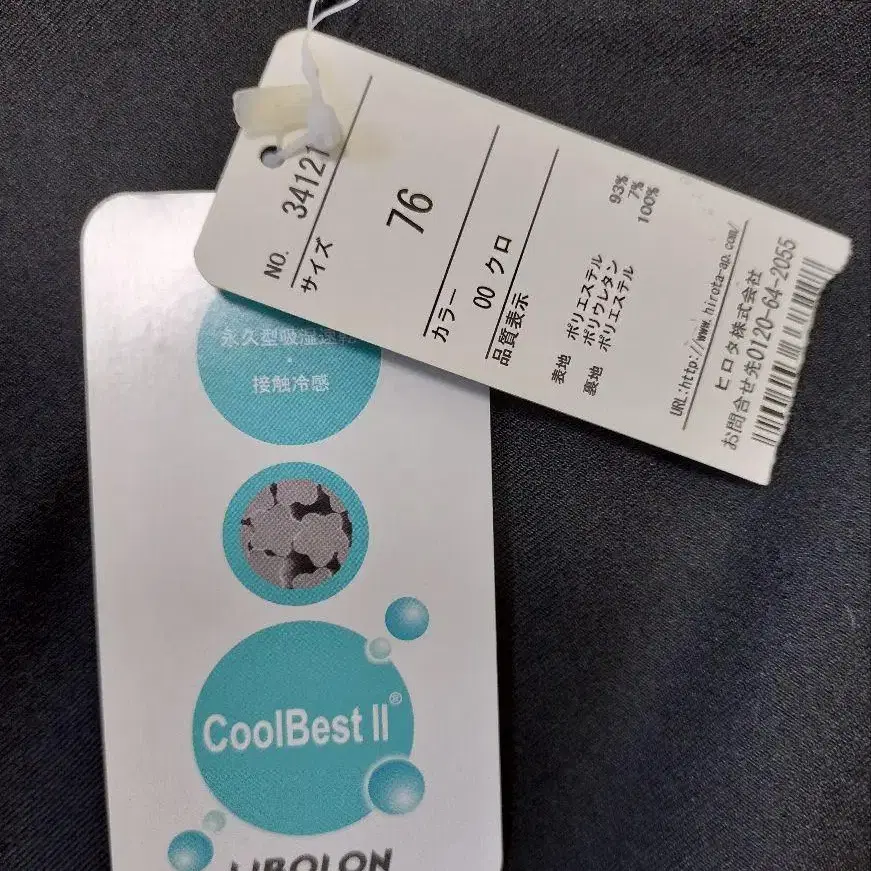 NO. 34121
サイズ
76
カラー
00 クロ
品質表示
表地 ポリエステル 93%
ポリウレタン 7%
裏地 ポリエステル 100%
URL:http://www.hirota-ap.com/
ヒロタ株式会社
お問合せ先0120-64-2055
永久型吸湿速乾
・
接触冷感
CoolBest II®
LIBOLON